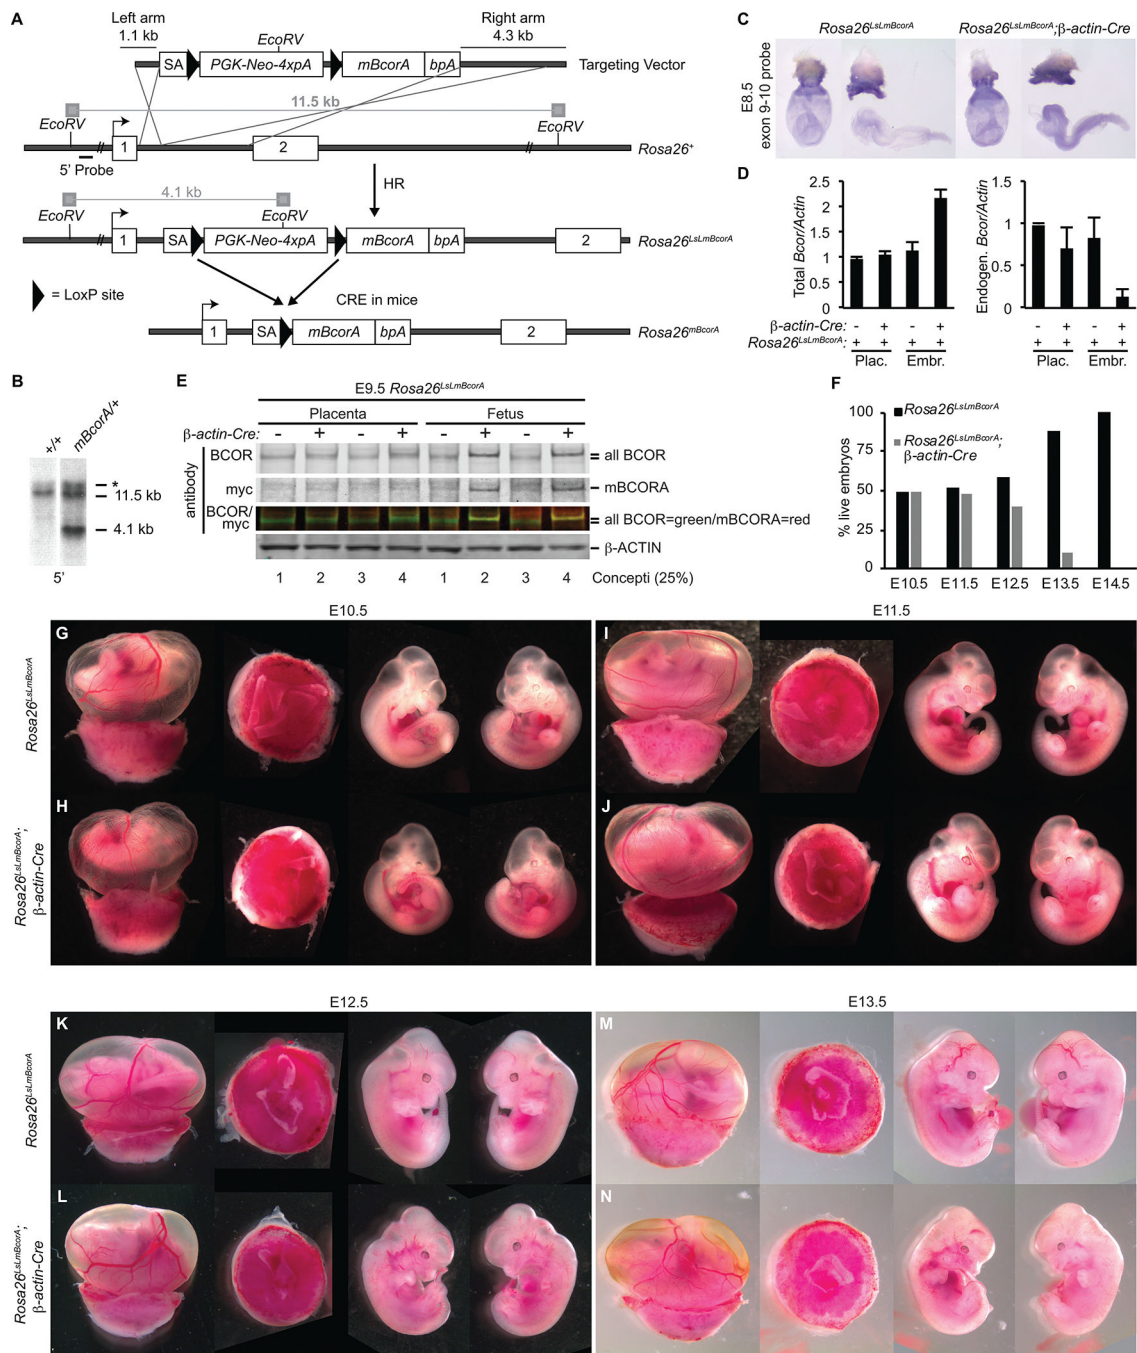 A
Left arm
1.1 kb
Right arm
4.3 kb
EcoRV
SA
PGK-Neo-4xpA
mBcorA
bpA
Targeting Vector
11.5 kb
EcoRV
EcoRV
1
2
Rosa26+
5' Probe
HR
4.1 kb
EcoRV
EcoRV
1
SA
PGK-Neo-4xpA
mBcorA
bpA
2
Rosa26LsLmBcorA
= LoxP site
CRE in mice
1
SA
mBcorA
bpA
2
Rosa26mBcorA
B
+/+
mBcorA/+
*
11.5 kb
4.1 kb
5'
C
Rosa26LsLmBcorA
Rosa26LsLmBcorA;β-actin-Cre
E8.5
exon 9-10 probe
D
Total Bcor/Actin
2.5
2
1.5
1
0.5
0
Endogen. Bcor/Actin
1.5
1
0.5
0
β-actin-Cre: - + - + - + - +
Rosa26LsLmBcorA: + + + + + + + +
Plac. Embr. Plac. Embr.
E
E9.5 Rosa26LsLmBcorA
Placenta Fetus
β-actin-Cre: - + - + - + - +
antibody
BCOR
all BCOR
myc
mBCORA
BCOR/
myc
all BCOR=green/mBCORA=red
β-ACTIN
1 2 3 4 1 2 3 4 Concepti (25%)
F
% live embryos
100
50
0
Rosa26LsLmBcorA
Rosa26LsLmBcorA;
β-actin-Cre
E10.5 E11.5 E12.5 E13.5 E14.5
E10.5
E11.5
Rosa26LsLmBcorA
G
I
Rosa26LsLmBcorA;
β-actin-Cre
H
J
E12.5
E13.5
Rosa26LsLmBcorA
K
M
Rosa26LsLmBcorA;
β-actin-Cre
L
N